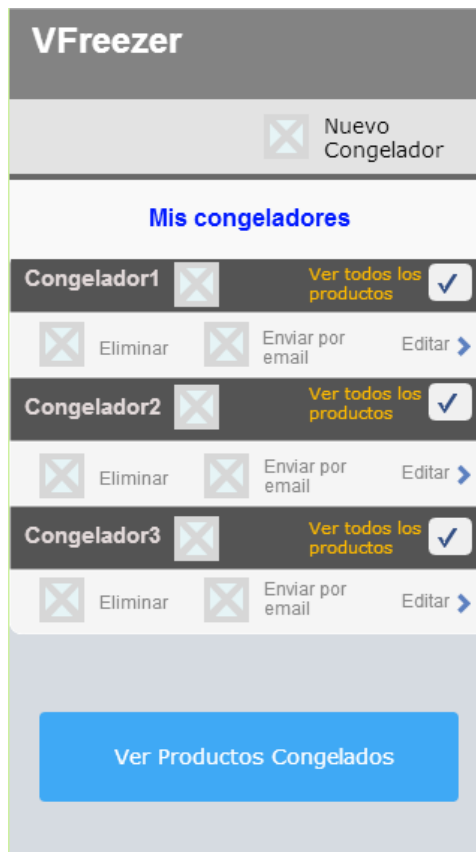 VFreezer
Nuevo
Congelador
Mis congeladores
Congelador1
Ver todos los
productos
Eliminar
Enviar por
email
Editar
Congelador2
Ver todos los
productos
Eliminar
Enviar por
email
Editar
Congelador3
Ver todos los
productos
Eliminar
Enviar por
email
Editar
Ver Productos Congelados